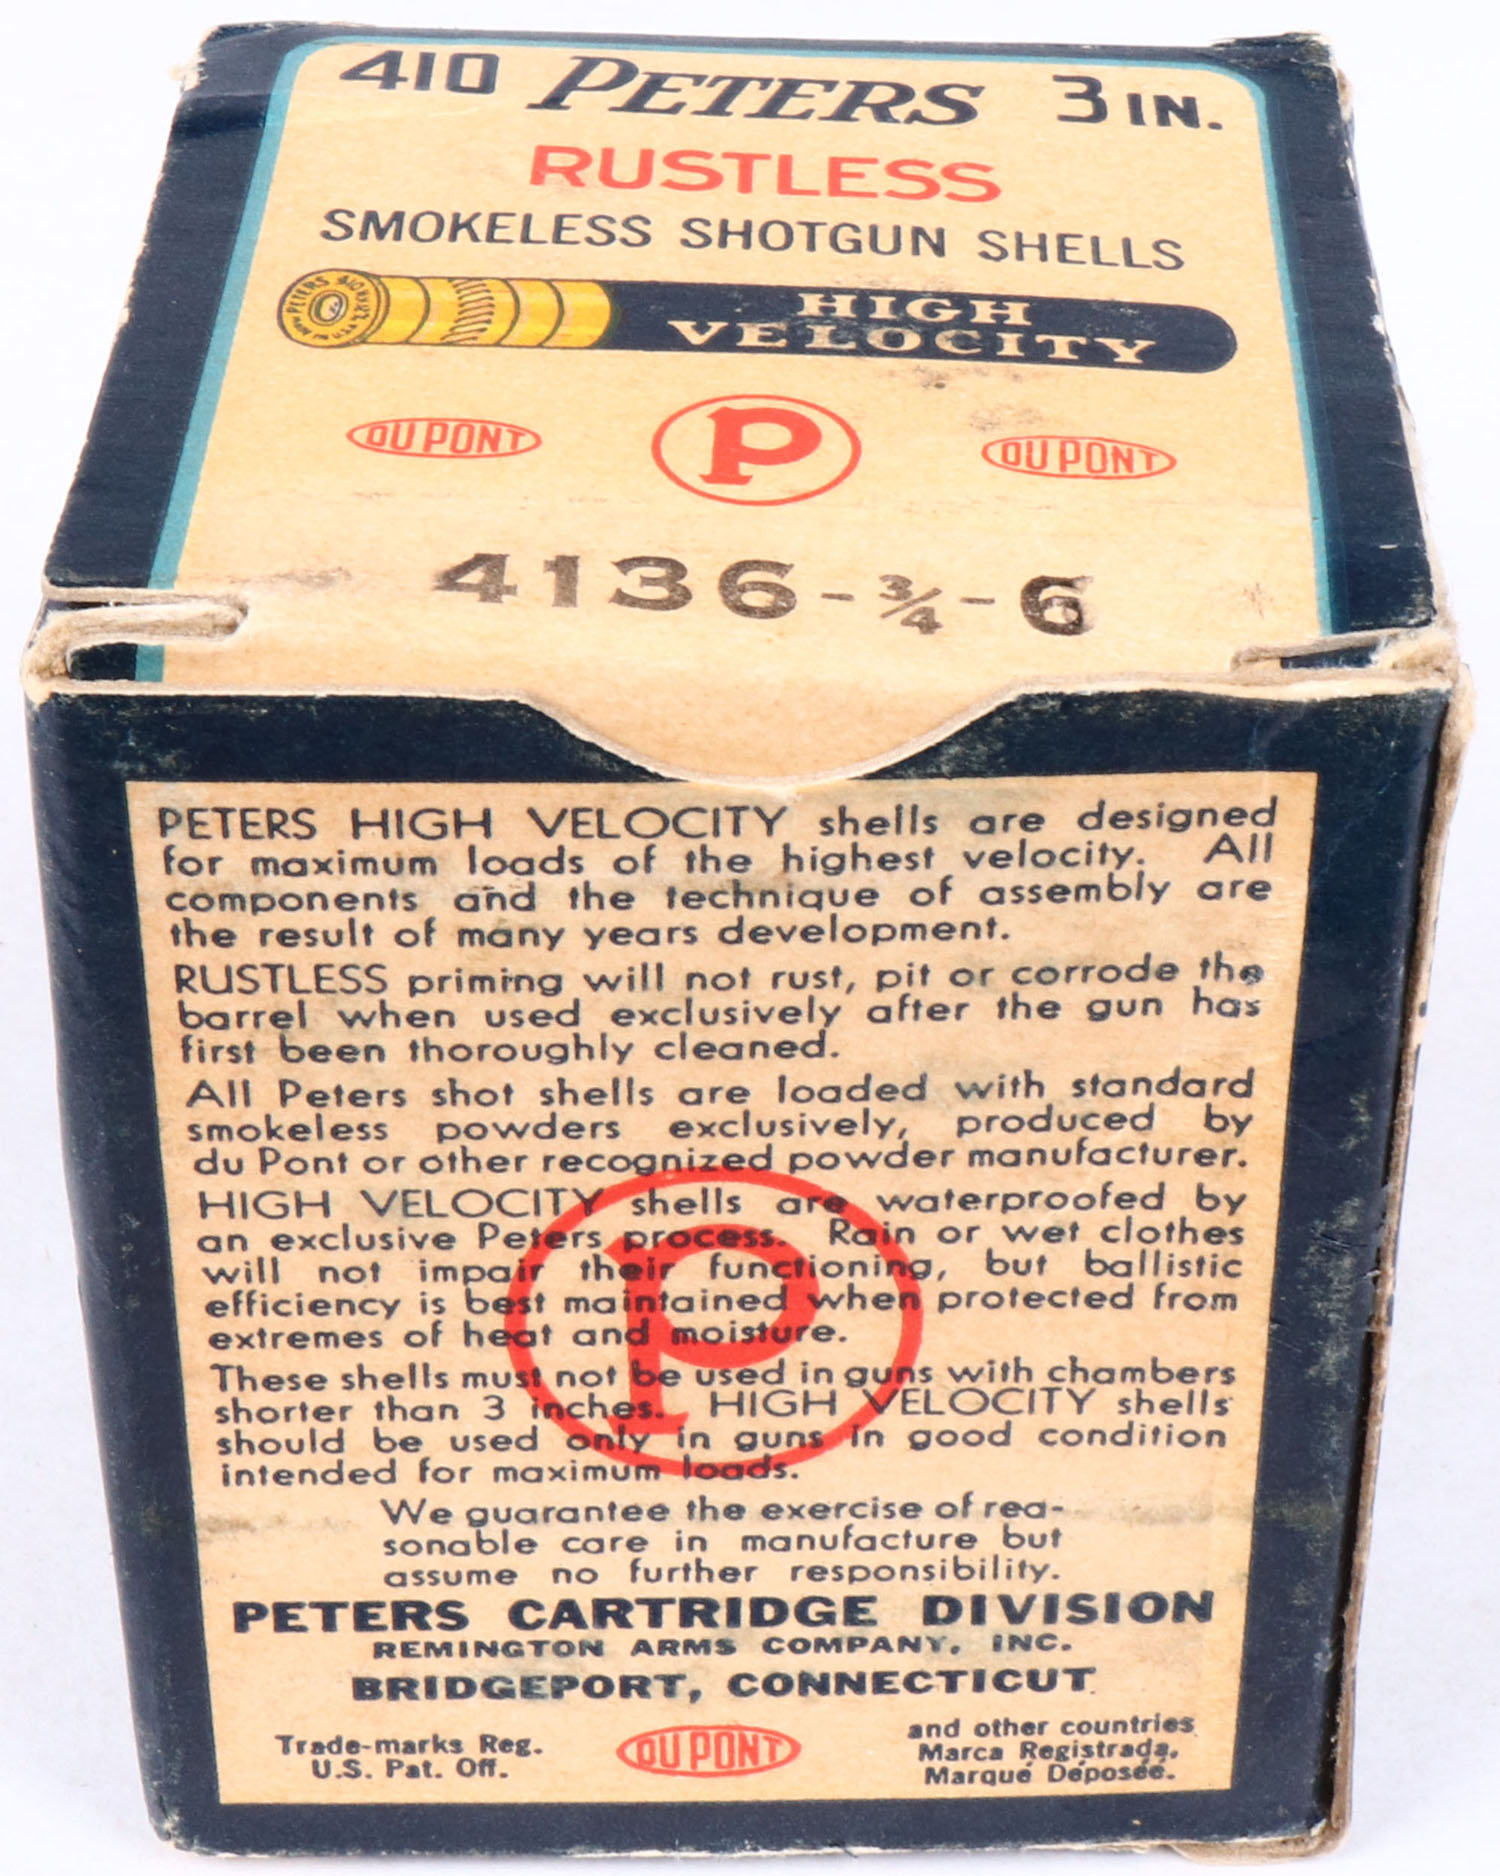 410 PETERS 3 IN.
RUSTLESS
SMOKELESS SHOTGUN SHELLS
PETERS 410
HIGH
VELOCITY
DU PONT P DU PONT
4136-¾-6
PETERS HIGH VELOCITY shells are designed
for maximum loads of the highest velocity. All
components and the technique of assembly are
the result of many years development.
RUSTLESS priming will not rust, pit or corrode the
barrel when used exclusively after the gun has
first been thoroughly cleaned.
All Peters shot shells are loaded with standard
smokeless powders exclusively, produced by
du Pont or other recognized powder manufacturer.
HIGH VELOCITY shells are waterproofed by
an exclusive Peters process. Rain or wet clothes
will not impair their functioning, but ballistic
efficiency is best maintained when protected from
extremes of heat and moisture.
These shells must not be used in guns with chambers
shorter than 3 inches. HIGH VELOCITY shells
should be used only in guns in good condition
intended for maximum loads.
P
We guarantee the exercise of rea-
sonable care in manufacture but
assume no further responsibility.
PETERS CARTRIDGE DIVISION
REMINGTON ARMS COMPANY, INC.
BRIDGEPORT, CONNECTICUT
Trade-marks Reg.
U.S. Pat. Off.
DU PONT
and other countries
Marca Registrada,
Marqué Déposée.